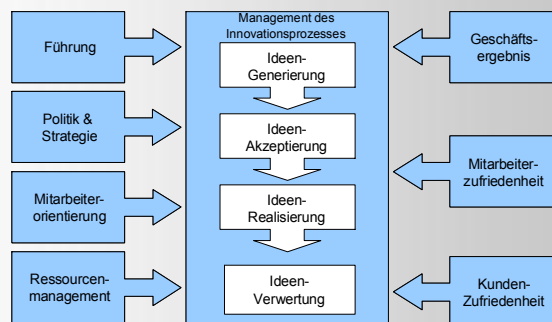 Führung
Politik &
Strategie
Mitarbeiter-
orientierung
Ressourcen-
management
Management des
Innovationsprozesses
Ideen-
Generierung
Ideen-
Akzeptierung
Ideen-
Realisierung
Ideen-
Verwertung
Geschäfts-
ergebnis
Mitarbeiter-
zufriedenheit
Kunden-
Zufriedenheit